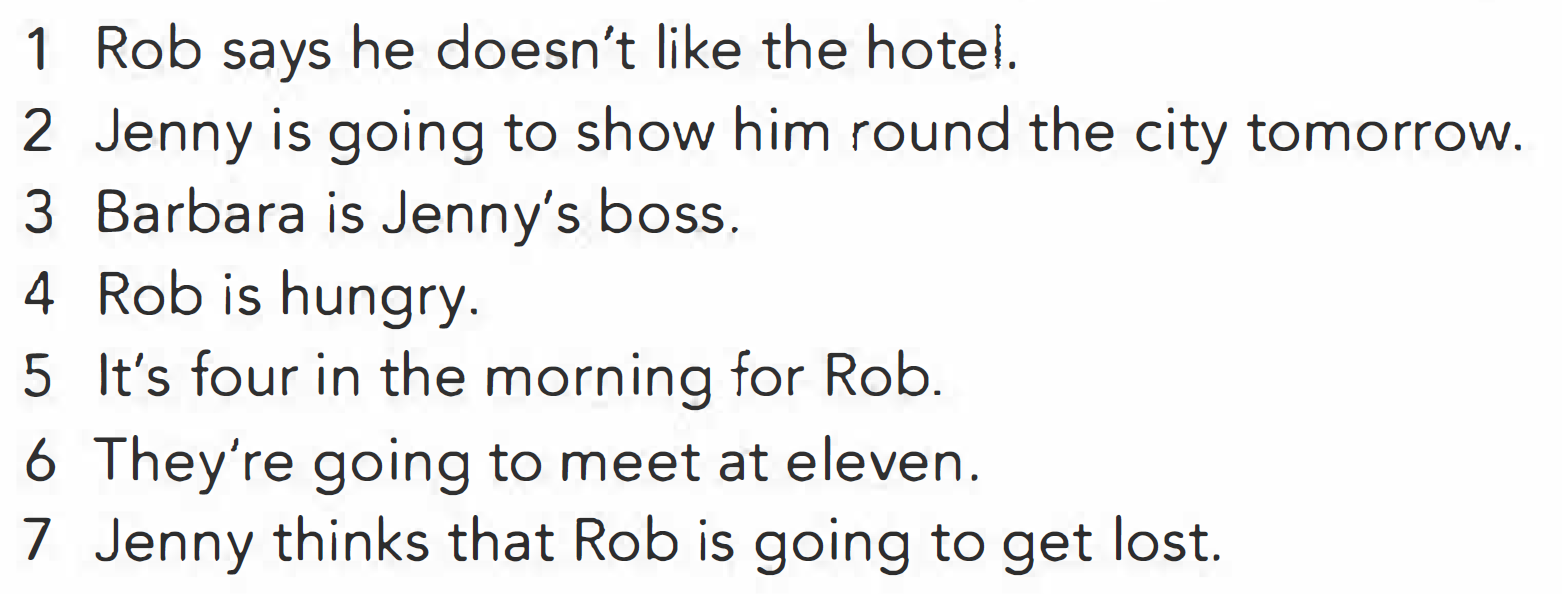 1 Rob says he doesn't like the hotel.
2 Jenny is going to show him round the city tomorrow.
3 Barbara is Jenny's boss.
4 Rob is hungry.
5 It's four in the morning for Rob.
6 They're going to meet at eleven.
7 Jenny thinks that Rob is going to get lost.